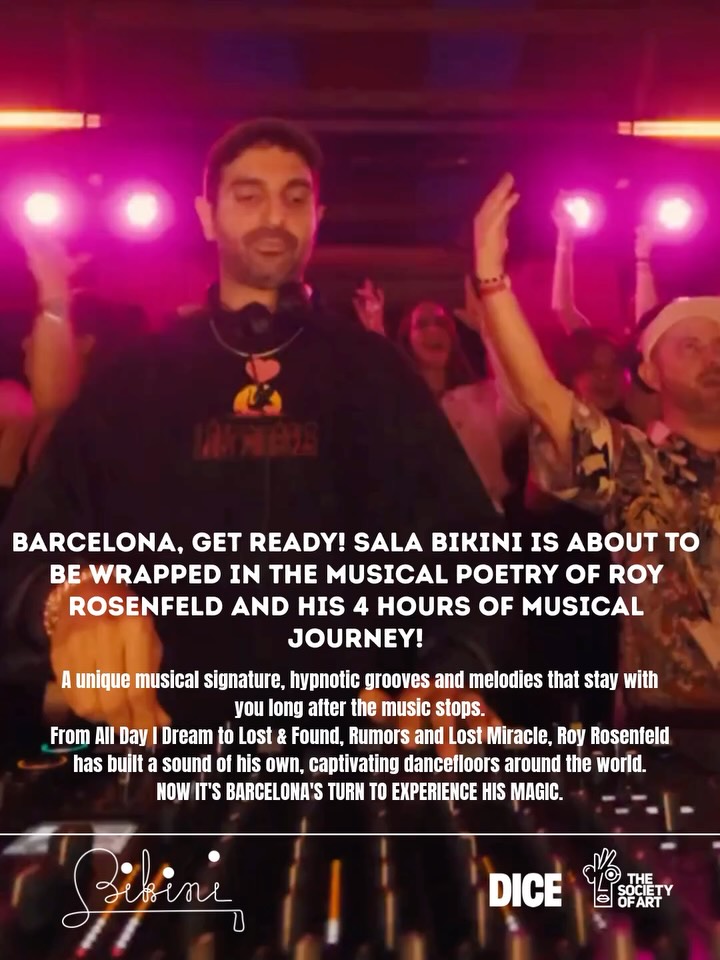 BARCELONA, GET READY! SALA BIKINI IS ABOUT TO
BE WRAPPED IN THE MUSICAL POETRY OF ROY
ROSENFELD AND HIS 4 HOURS OF MUSICAL
JOURNEY!
A unique musical signature, hypnotic grooves and melodies that stay with
you long after the music stops.
From All Day I Dream to Lost & Found, Rumors and Lost Miracle, Roy Rosenfeld
has built a sound of his own, captivating dancefloors around the world.
NOW IT'S BARCELONA'S TURN TO EXPERIENCE HIS MAGIC.
Bikini
DICE
THE
SOCIETY
OF ART